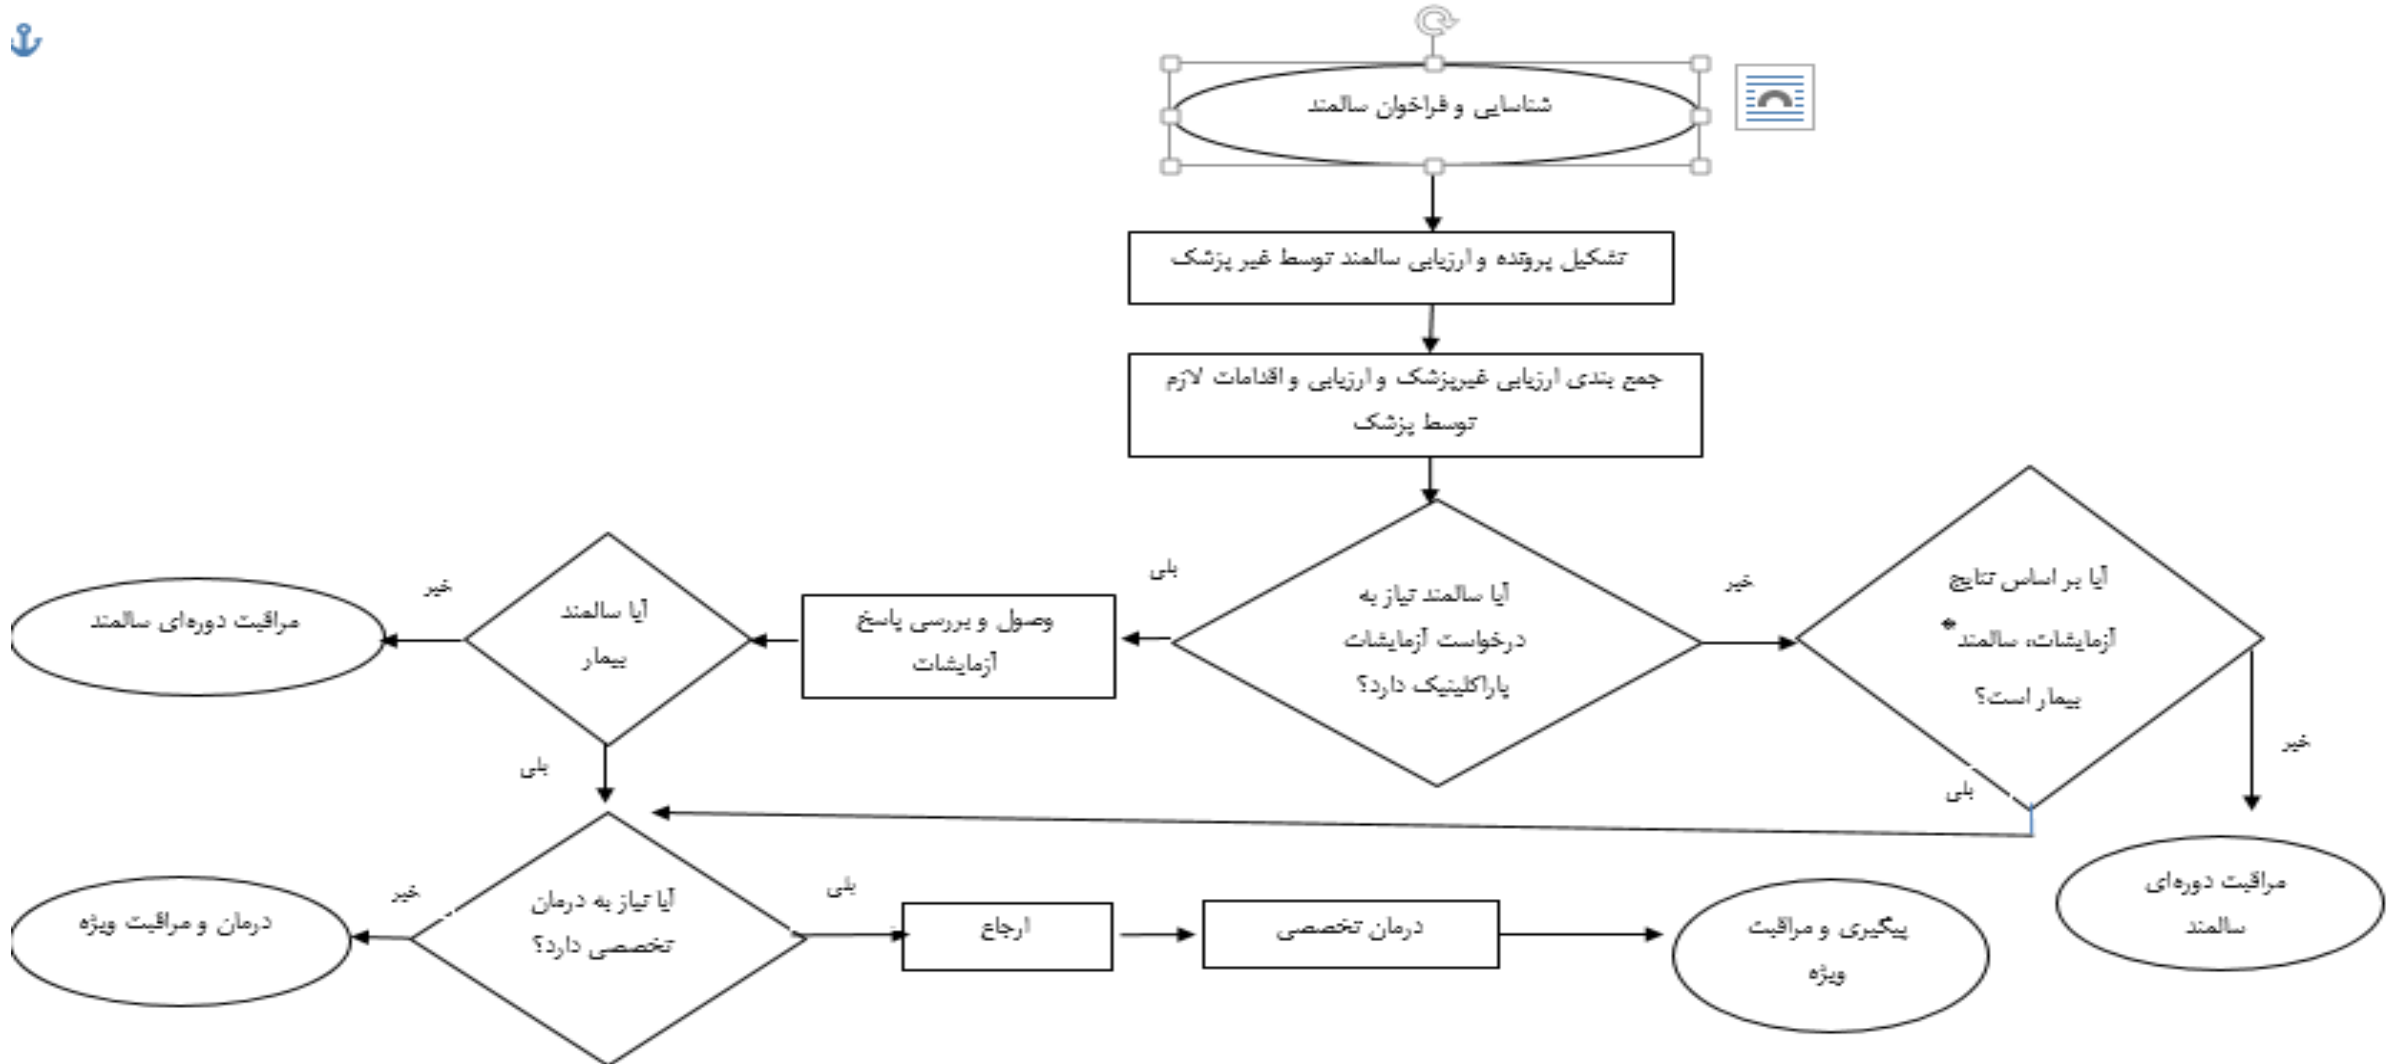 شناسایی و فراخوان سالمند
تشکیل پرونده و ارزیابی سالمند توسط غیر پزشک
جمع بندی ارزیابی غیرپزشک و ارزیابی و اقدامات لازم
توسط پزشک
آیا سالمند نیاز به
درخواست آزمایشات
پاراکلینیک دارد؟
خیر
بلی
آیا بر اساس نتایج
آزمایشات، سالمند*
بیمار است؟
خیر
بلی
وصول و بررسی پاسخ
آزمایشات
آیا سالمند
بیمار
خیر
بلی
مراقبت دوره‌ای سالمند
مراقبت دوره‌ای
سالمند
آیا نیاز به درمان
تخصصی دارد؟
خیر
بلی
درمان و مراقبت ویژه
ارجاع
درمان تخصصی
پیگیری و مراقبت
ویژه